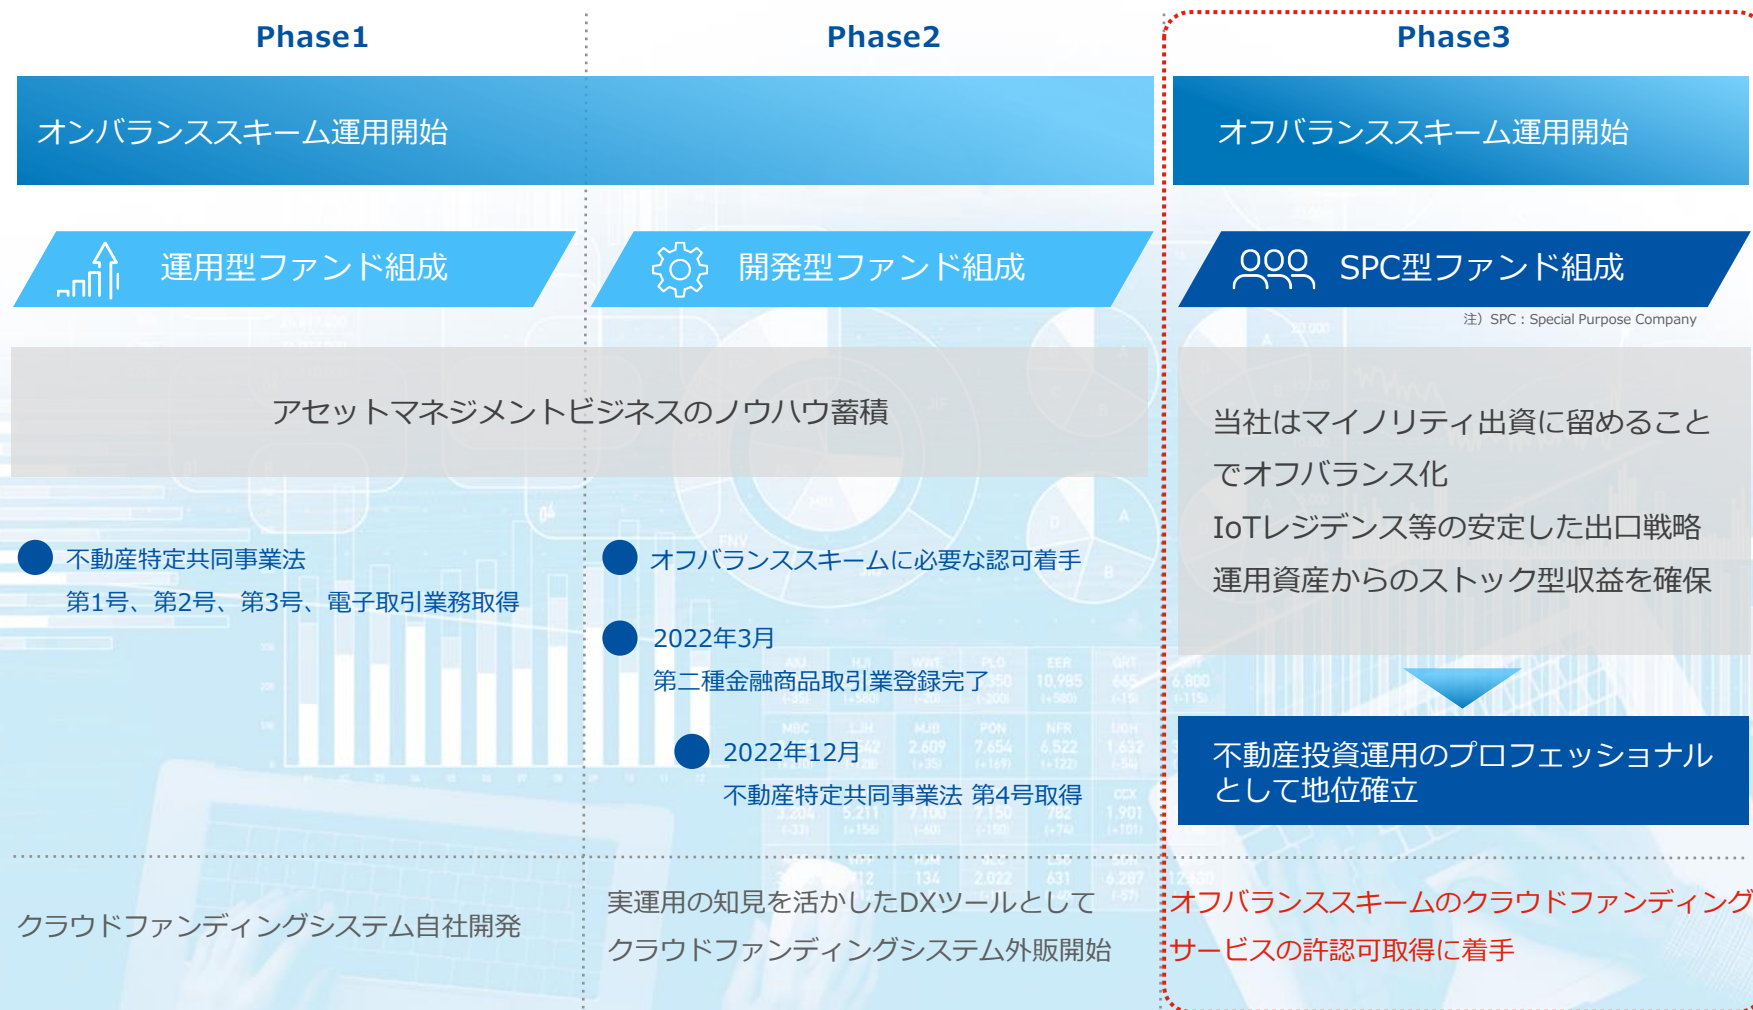 Phase1
オンバランススキーム運用開始
運用型ファンド組成
Phase2
開発型ファンド組成
アセットマネジメントビジネスのノウハウ蓄積
不動産特定共同事業法
第1号、第2号、第3号、電子取引業務取得
オフバランススキームに必要な認可着手
2022年3月
第二種金融商品取引業登録完了
2022年12月
不動産特定共同事業法 第4号取得
クラウドファンディングシステム自社開発
実運用の知見を活かしたDXツールとして
クラウドファンディングシステム外販開始
Phase3
オフバランススキーム運用開始
SPC型ファンド組成
注）SPC：Special Purpose Company
当社はマイノリティ出資に留めること
でオフバランス化
IoTレジデンス等の安定した出口戦略
運用資産からのストック型収益を確保
不動産投資運用のプロフェッショナル
として地位確立
オフバランススキームのクラウドファンディング
サービスの許認可取得に着手